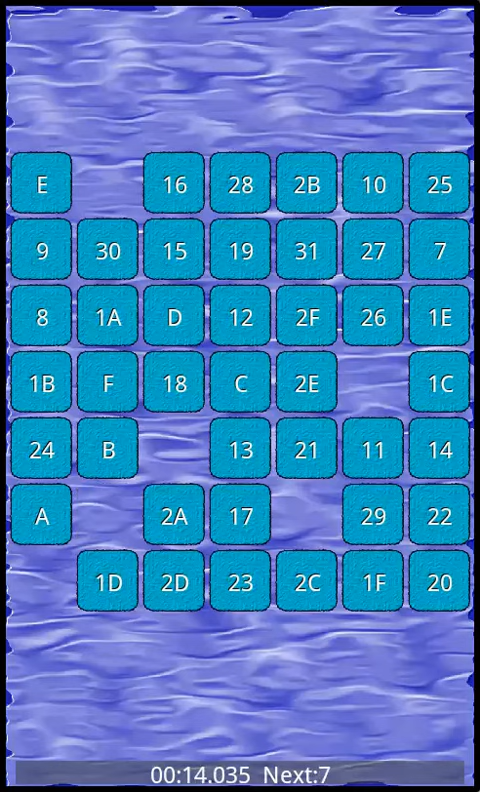 E 16 28 2B 10 25
9 30 15 19 31 27 7
8 1A D 12 2F 26 1E
1B F 18 C 2E 1C
24 B 13 21 11 14
A 2A 17 29 22
1D 2D 23 2C 1F 20
00:14.035 Next:7